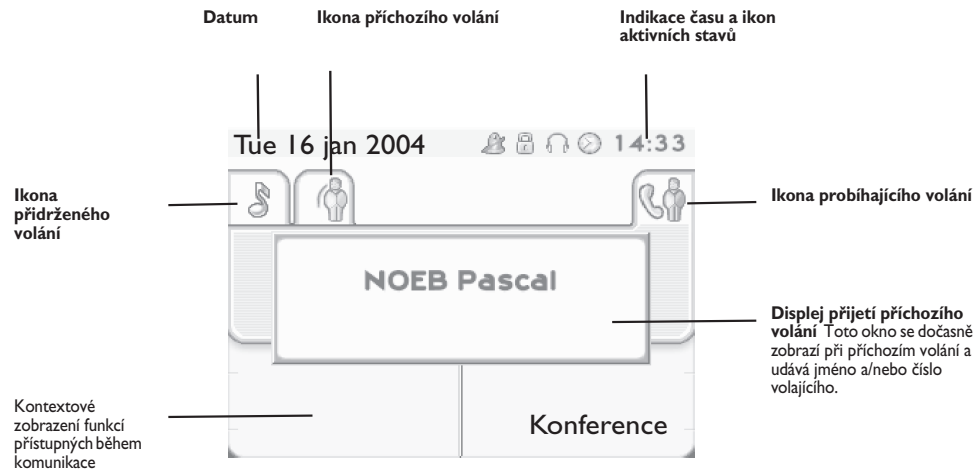 Datum
Ikona příchozího volání
Indikace času a ikon
aktivních stavů
Tue 16 jan 2004
14:33
Ikona
přidrženého
volání
Ikona probíhajícího volání
NOEB Pascal
Displej přijetí příchozího
volání Toto okno se dočasně
zobrazí při příchozím volání a
udává jméno a/nebo číslo
volajícího.
Kontextové
zobrazení funkcí
přístupných během
komunikace
Konference